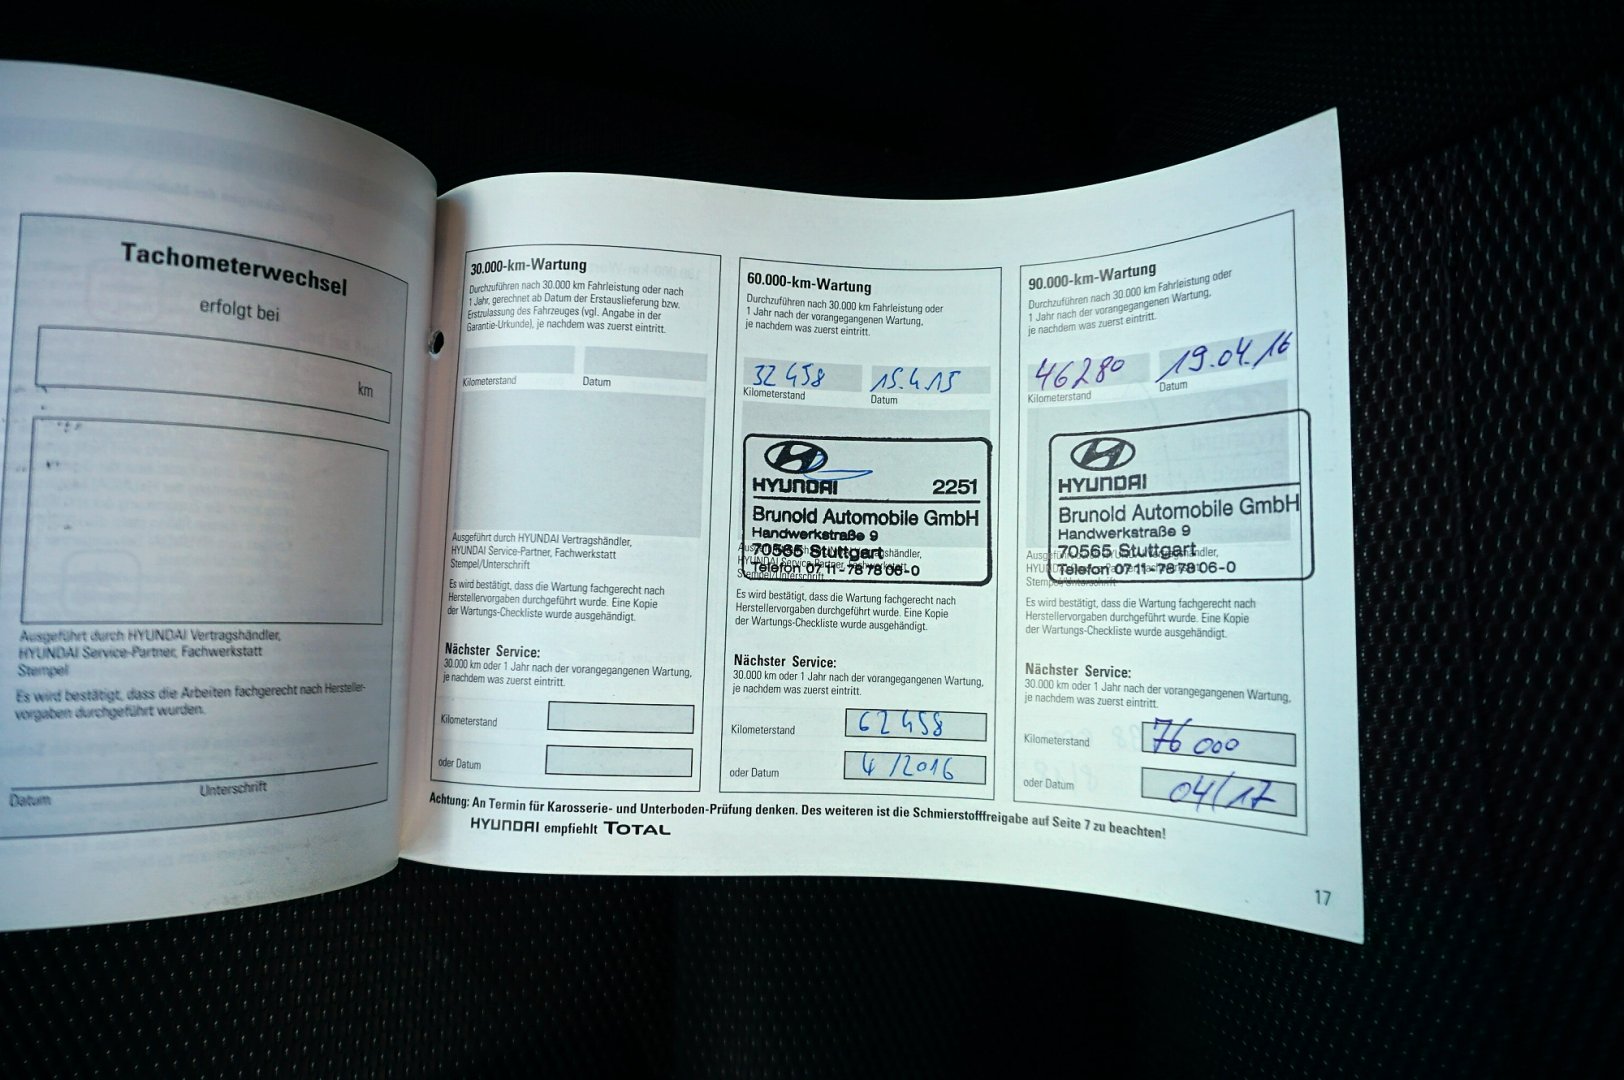 Tachometerwechsel
erfolgt bei
km
Ausgeführt durch HYUNDAI Vertragshändler,
HYUNDAI Service-Partner, Fachwerkstatt
Stempel
Es wird bestätigt, dass die Arbeiten fachgerecht nach Hersteller-
vorgaben durchgeführt wurden.
Datum
Unterschrift
30.000-km-Wartung
Durchzuführen nach 30.000 km Fahrleistung oder nach
1 Jahr, gerechnet ab Datum der Erstauslieferung bzw.
Erstzulassung des Fahrzeuges (vgl. Angabe in der
Garantie-Urkunde), je nachdem was zuerst eintritt.
Kilometerstand
Datum
Ausgeführt durch HYUNDAI Vertragshändler,
HYUNDAI Service-Partner, Fachwerkstatt
Stempel/Unterschrift
Es wird bestätigt, dass die Wartung fachgerecht nach
Herstellervorgaben durchgeführt wurde. Eine Kopie
der Wartungs-Checkliste wurde ausgehändigt.
Nächster Service:
30.000 km oder 1 Jahr nach der vorangegangenen Wartung,
je nachdem was zuerst eintritt.
Kilometerstand
oder Datum
60.000-km-Wartung
Durchzuführen nach 30.000 km Fahrleistung oder
1 Jahr nach der vorangegangenen Wartung,
je nachdem was zuerst eintritt.
32 458
15.4.15
Kilometerstand
Datum
HYUNDAI 2251
Brunold Automobile GmbH
Handwerkstraße 9
70565 Stuttgart
Telefon 07 11 - 78 78 06 - 0
Stempel/Unterschrift
Es wird bestätigt, dass die Wartung fachgerecht nach
Herstellervorgaben durchgeführt wurde. Eine Kopie
der Wartungs-Checkliste wurde ausgehändigt.
Nächster Service:
30.000 km oder 1 Jahr nach der vorangegangenen Wartung,
je nachdem was zuerst eintritt.
Kilometerstand 62 458
oder Datum 4/2016
90.000-km-Wartung
Durchzuführen nach 30.000 km Fahrleistung oder
1 Jahr nach der vorangegangenen Wartung,
je nachdem was zuerst eintritt.
46280
19.04.16
Kilometerstand
Datum
HYUNDAI
Brunold Automobile GmbH
Handwerkstraße 9
70565 Stuttgart
Telefon 07 11 - 78 78 06 - 0
Stempel/Unterschrift
Es wird bestätigt, dass die Wartung fachgerecht nach
Herstellervorgaben durchgeführt wurde. Eine Kopie
der Wartungs-Checkliste wurde ausgehändigt.
Nächster Service:
30.000 km oder 1 Jahr nach der vorangegangenen Wartung,
je nachdem was zuerst eintritt.
Kilometerstand 76 000
oder Datum 04/17
Achtung: An Termin für Karosserie- und Unterboden-Prüfung denken. Des weiteren ist die Schmierstofffreigabe auf Seite 7 zu beachten!
HYUNDAI empfiehlt TOTAL
17